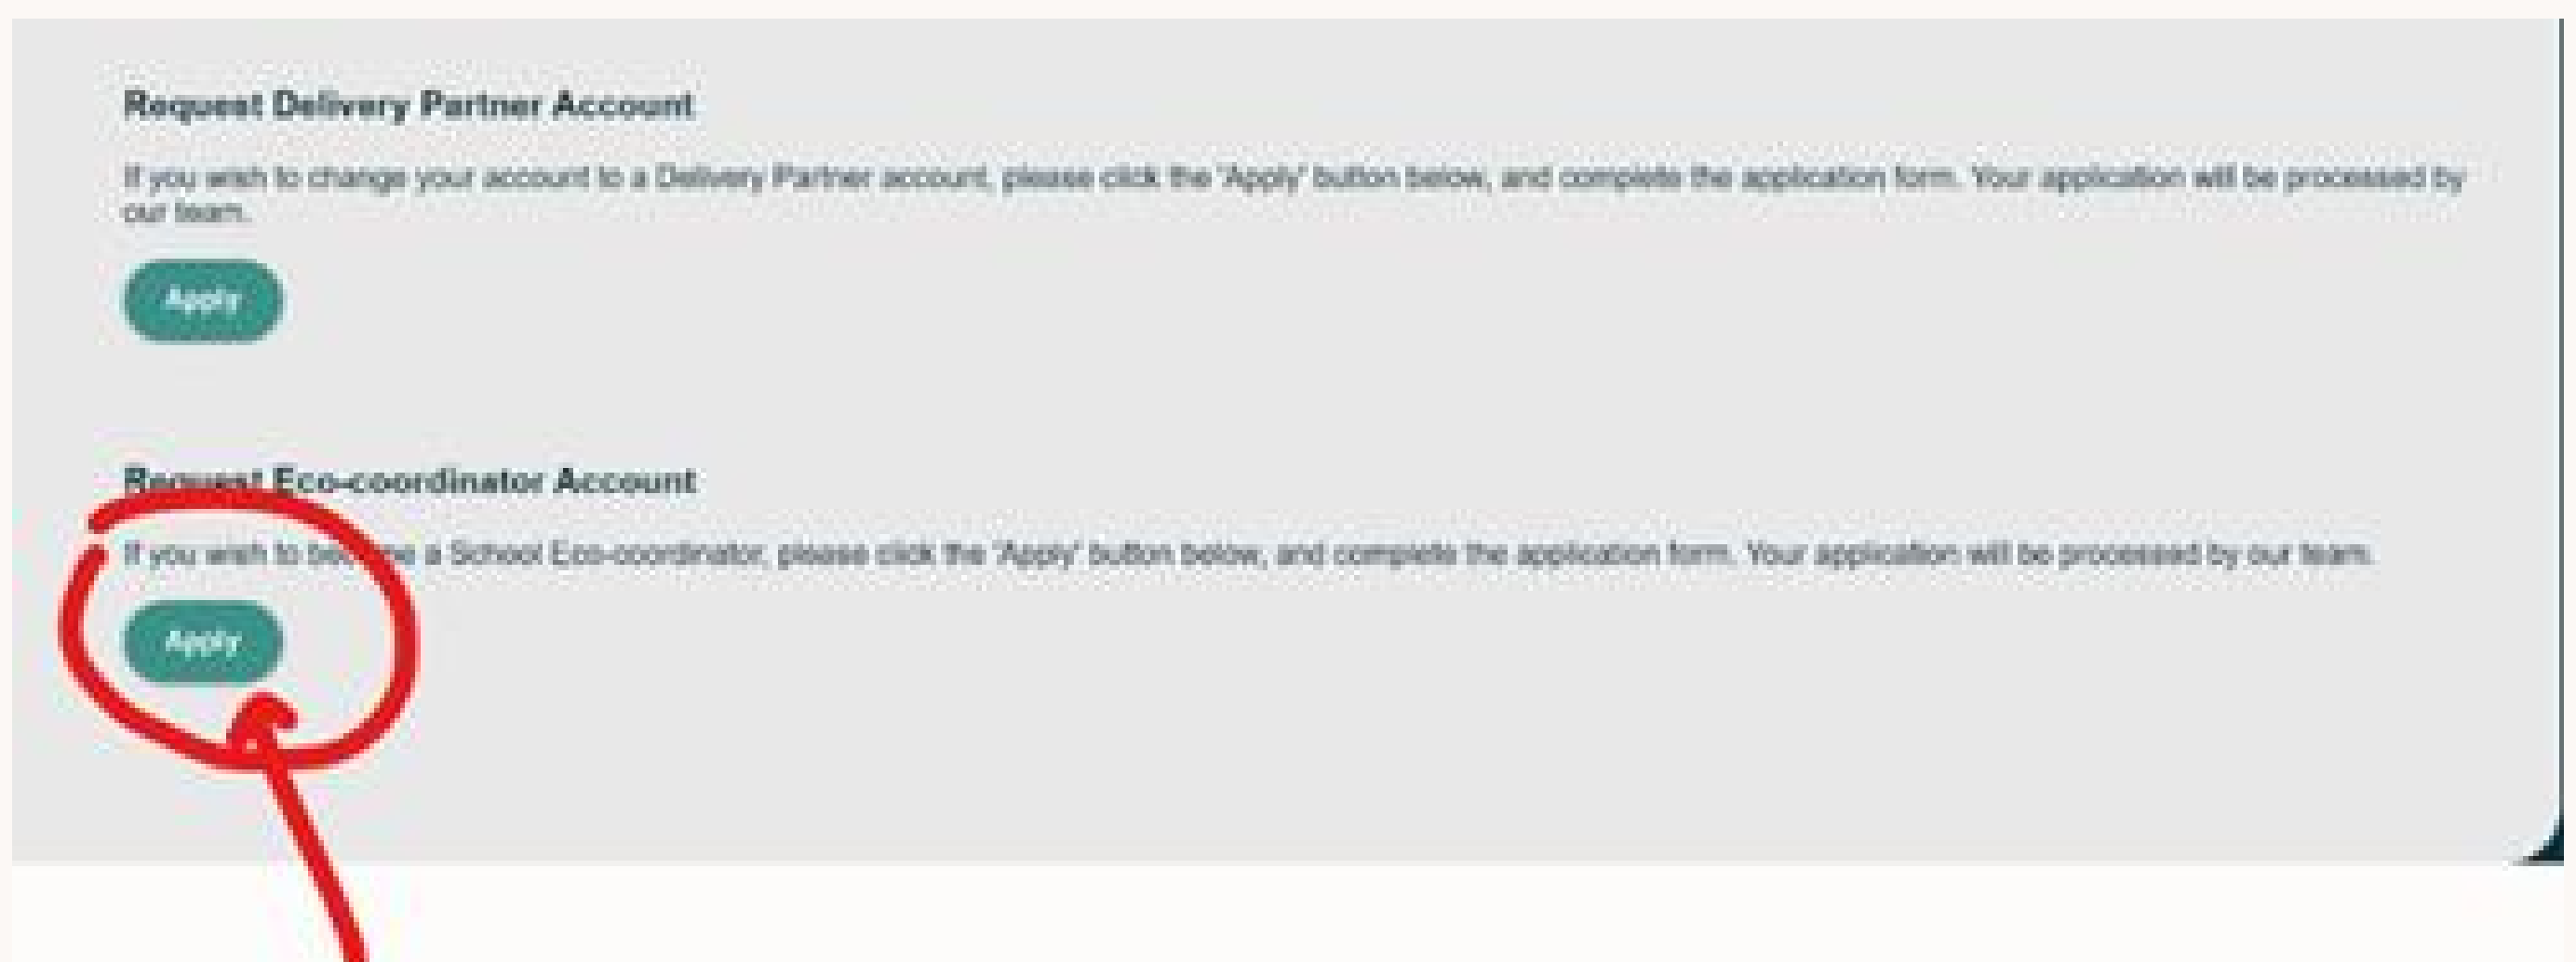 Request Delivery Partner Account
If you wish to change your account to a Delivery Partner account, please click the 'Apply' button below, and complete the application form. Your application will be processed by
our team.
Apply
Request Eco-coordinator Account
If you wish to become a School Eco-coordinator, please click the 'Apply' button below, and complete the application form. Your application will be processed by our team.
Apply